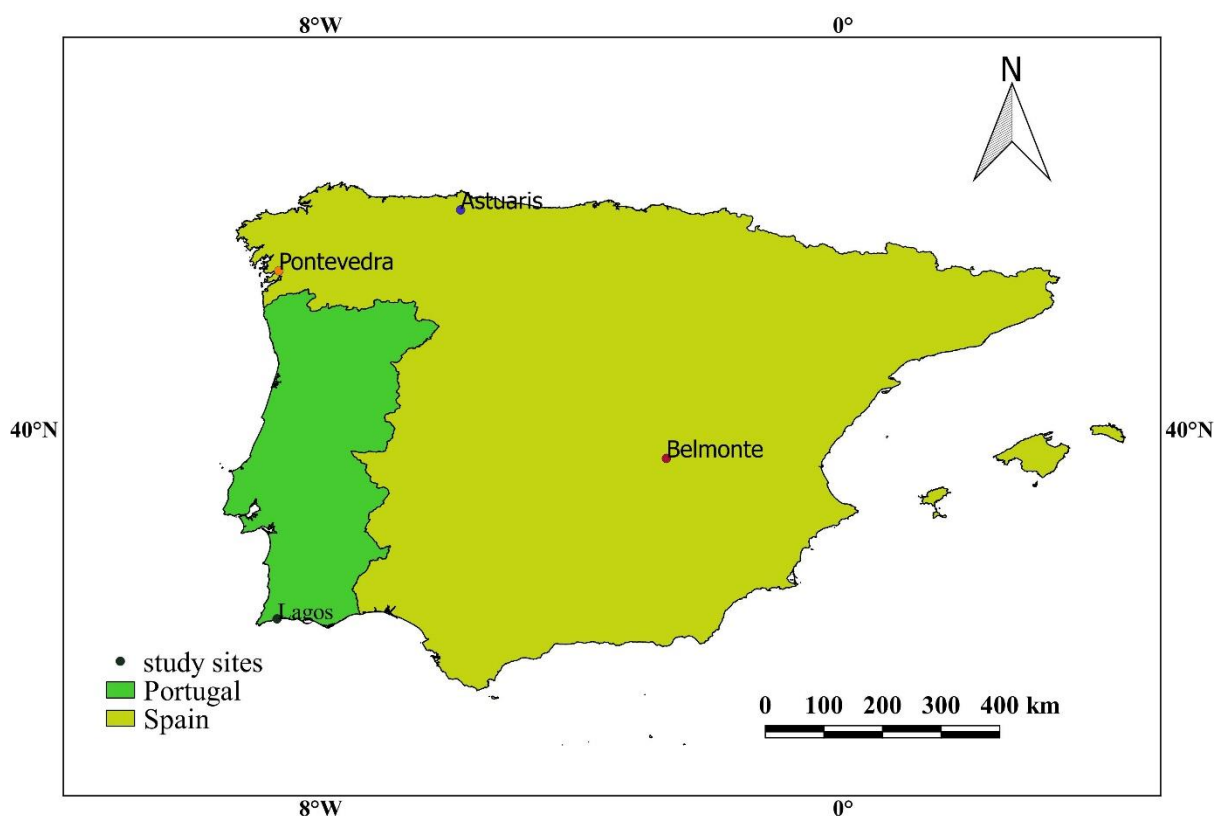 8°W 0°
N
Astuaris
Pontevedra
40°N 40°N
Belmonte
Lagos
study sites
Portugal
Spain
0 100 200 300 400 km
8°W 0°